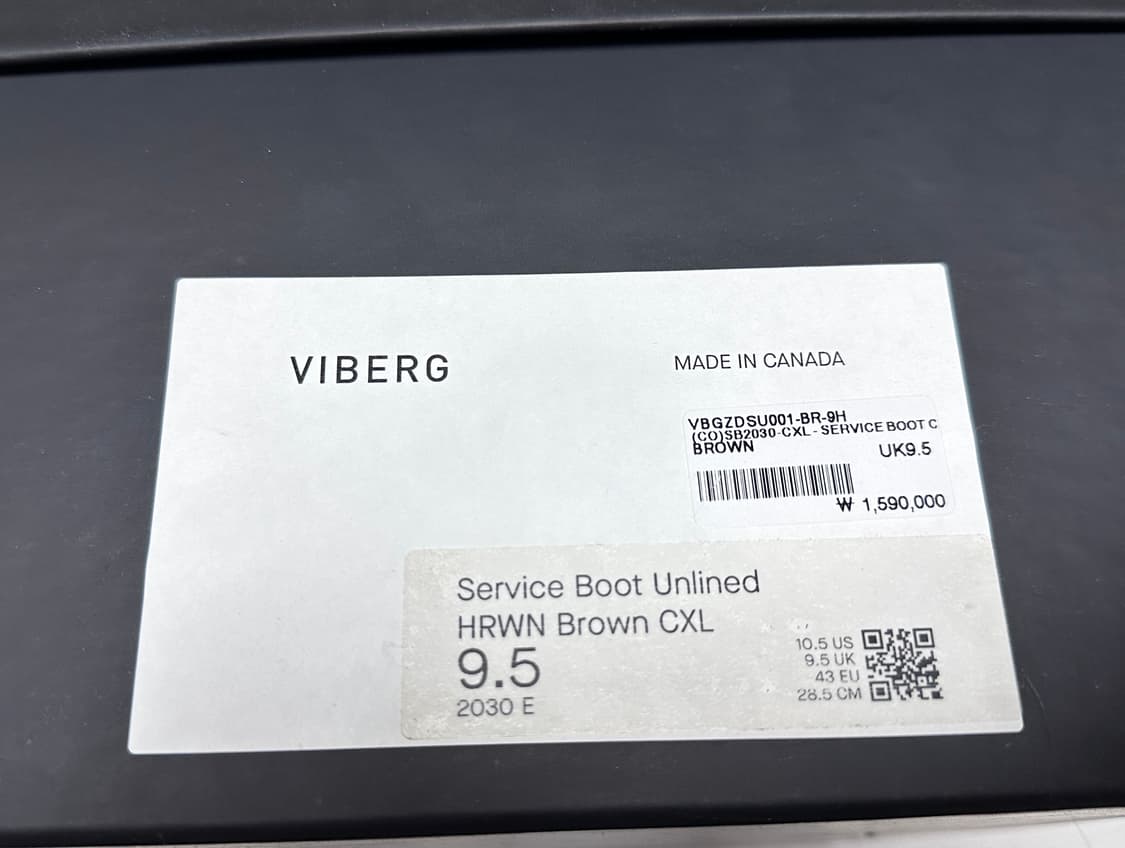 VIBERG
MADE IN CANADA
VBGZDSU001-BR-9H
(CO)SB2030-CXL - SERVICE BOOT C
BROWN UK9.5
₩ 1,590,000
Service Boot Unlined
HRWN Brown CXL
9.5
2030 E
10.5 US
9.5 UK
43 EU
28.5 CM